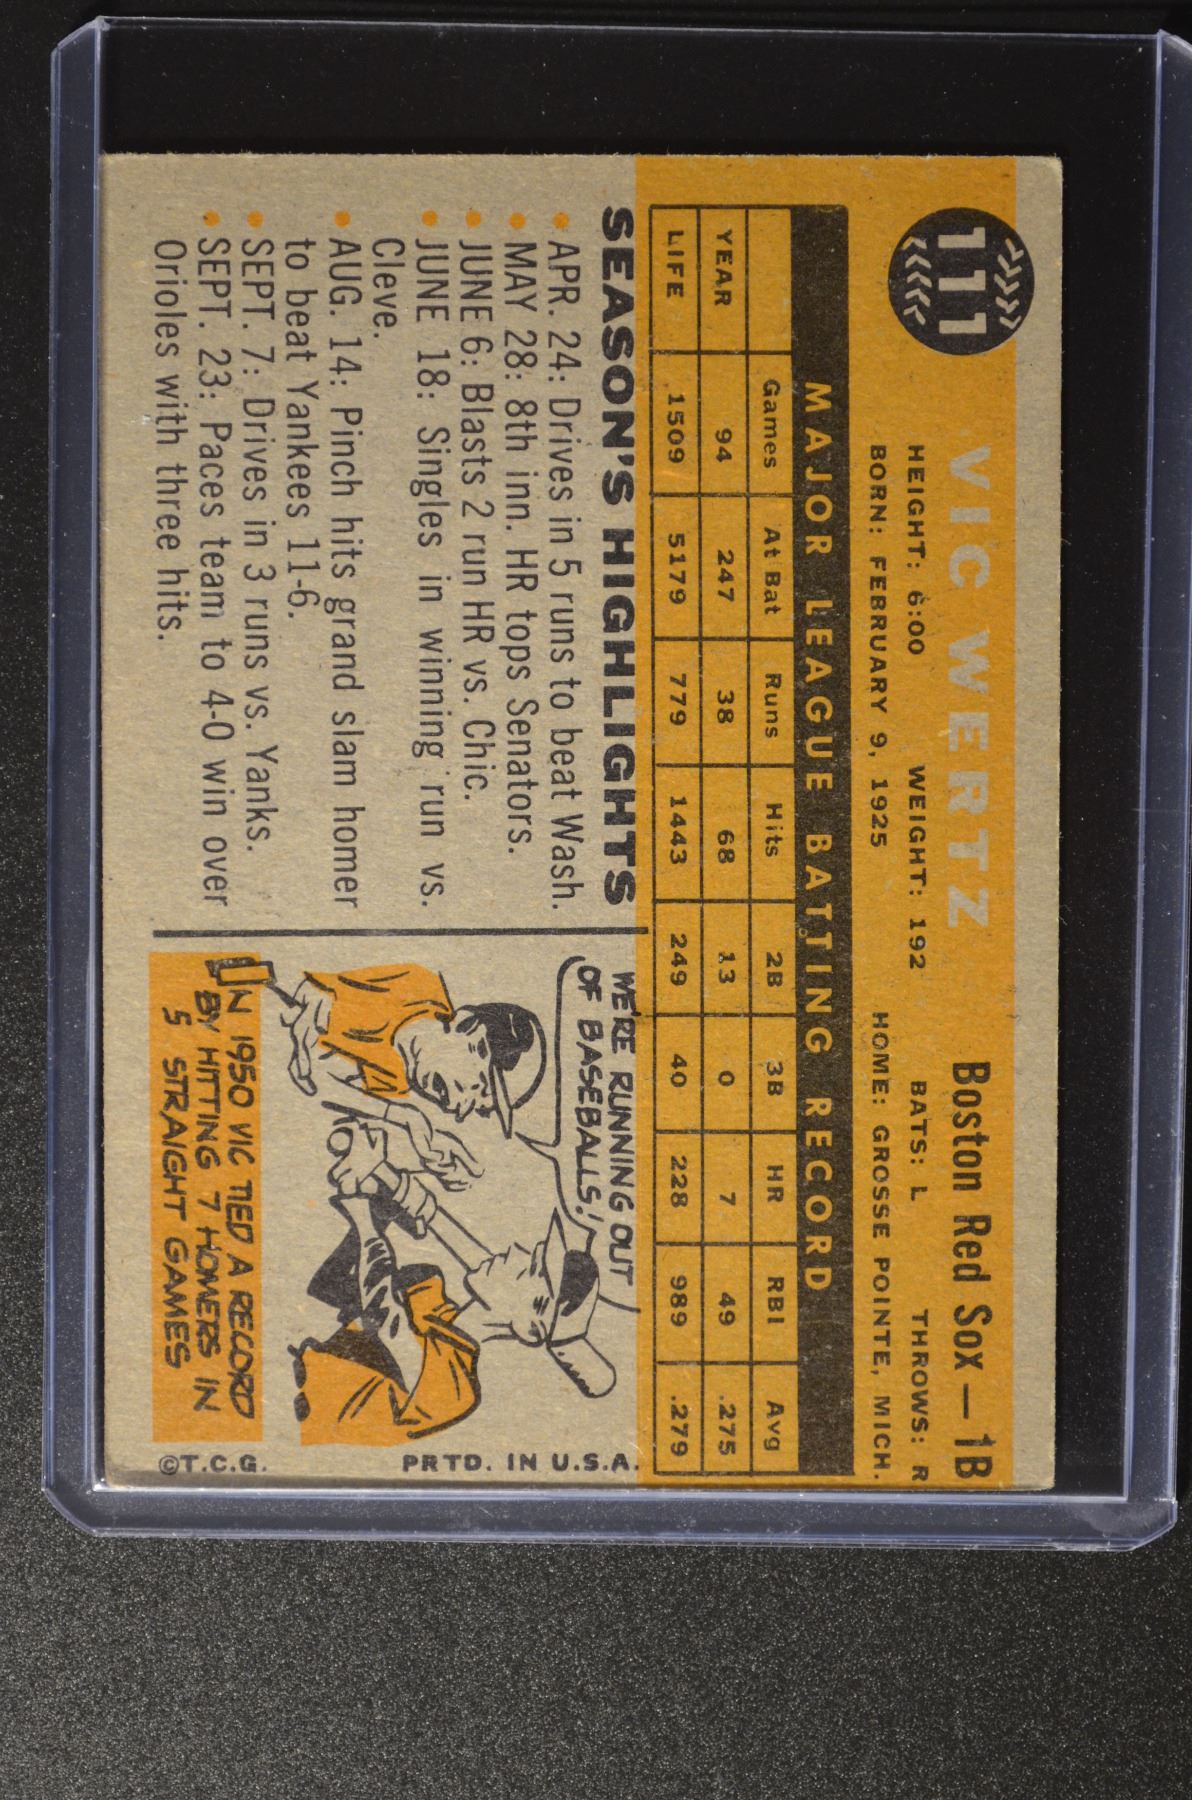 111
VIC WERTZ
Boston Red Sox—1B
HEIGHT: 6:00 WEIGHT: 192 BATS: L THROWS: R
BORN: FEBRUARY 9, 1925 HOME: GROSSE POINTE, MICH.
MAJOR LEAGUE BATTING RECORD
Games At Bat Runs Hits 2B 3B HR RBI Avg
YEAR 94 247 38 68 13 0 7 49 .275
LIFE 1509 5179 779 1443 249 40 228 989 .279
SEASON'S HIGHLIGHTS
• APR. 24: Drives in 5 runs to beat Wash.
• MAY 28: 8th inn. HR tops Senators.
• JUNE 6: Blasts 2 run HR vs. Chic.
• JUNE 18: Singles in winning run vs.
Cleve.
• AUG. 14: Pinch hits grand slam homer
to beat Yankees 11-6.
• SEPT. 7: Drives in 3 runs vs. Yanks.
• SEPT. 23: Paces team to 4-0 win over
Orioles with three hits.
WE'RE RUNNING OUT
OF BASEBALLS!
IN 1950 VIC TIED A RECORD
BY HITTING 7 HOMERS IN
5 STRAIGHT GAMES
©T.C.G. PRTD. IN U.S.A.